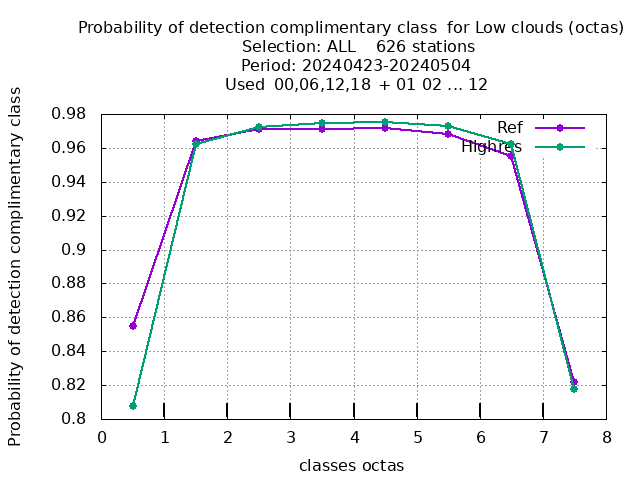 Probability of detection complimentary class  for Low clouds (octas)
Selection: ALL    626 stations
Period: 20240423-20240504
Used  00,06,12,18  + 01 02 ... 12
Probability of detection complimentary class
0.98
0.96
0.94
0.92
0.9
0.88
0.86
0.84
0.82
0.8
Ref
Highres
0 1 2 3 4 5 6 7 8
classes octas